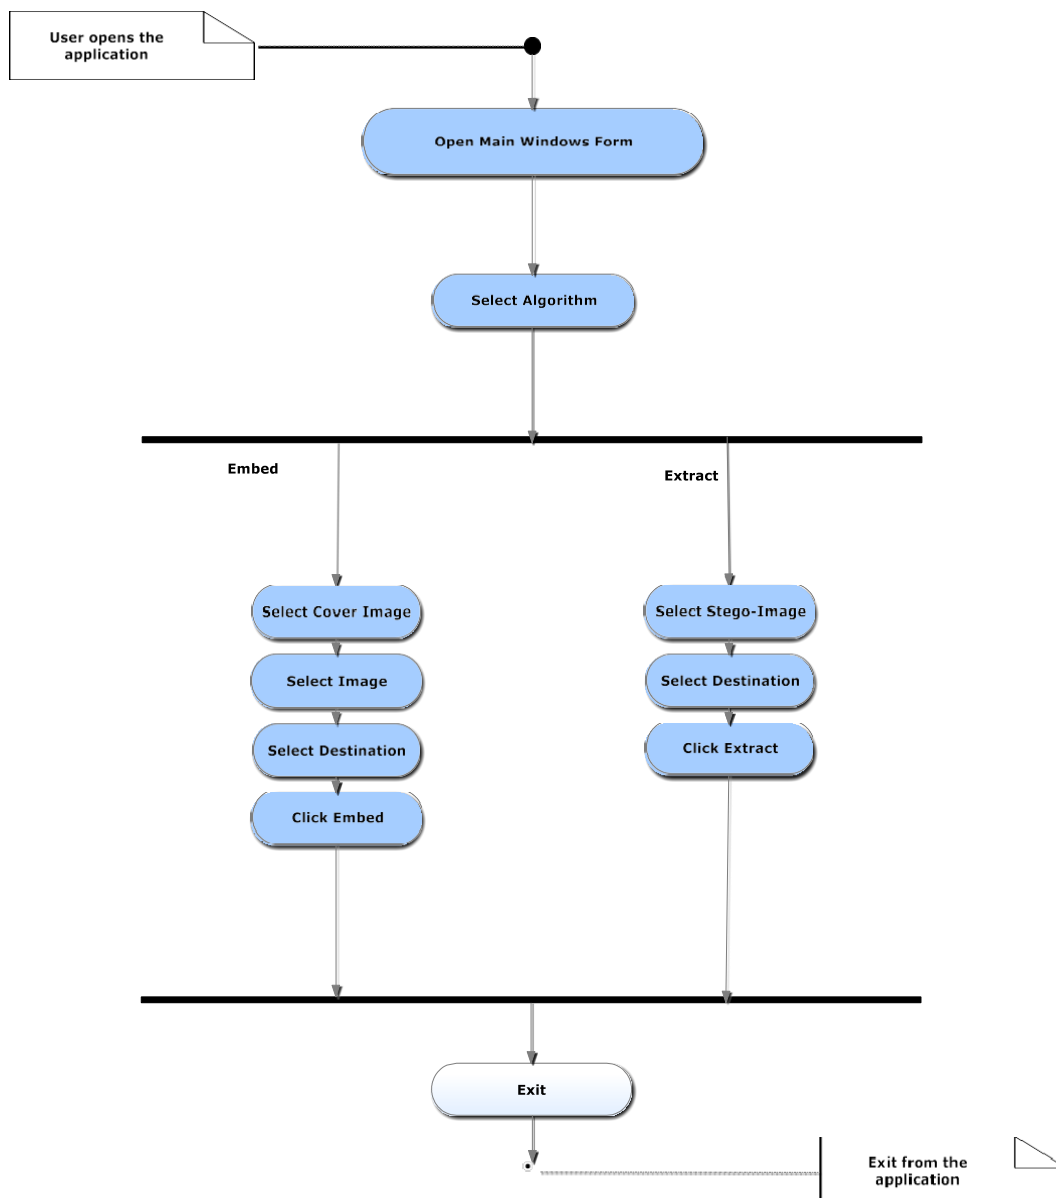 User opens the
application
Open Main Windows Form
Select Algorithm
Embed
Extract
Select Cover Image
Select Image
Select Destination
Click Embed
Select Stego-Image
Select Destination
Click Extract
Exit
Exit from the
application